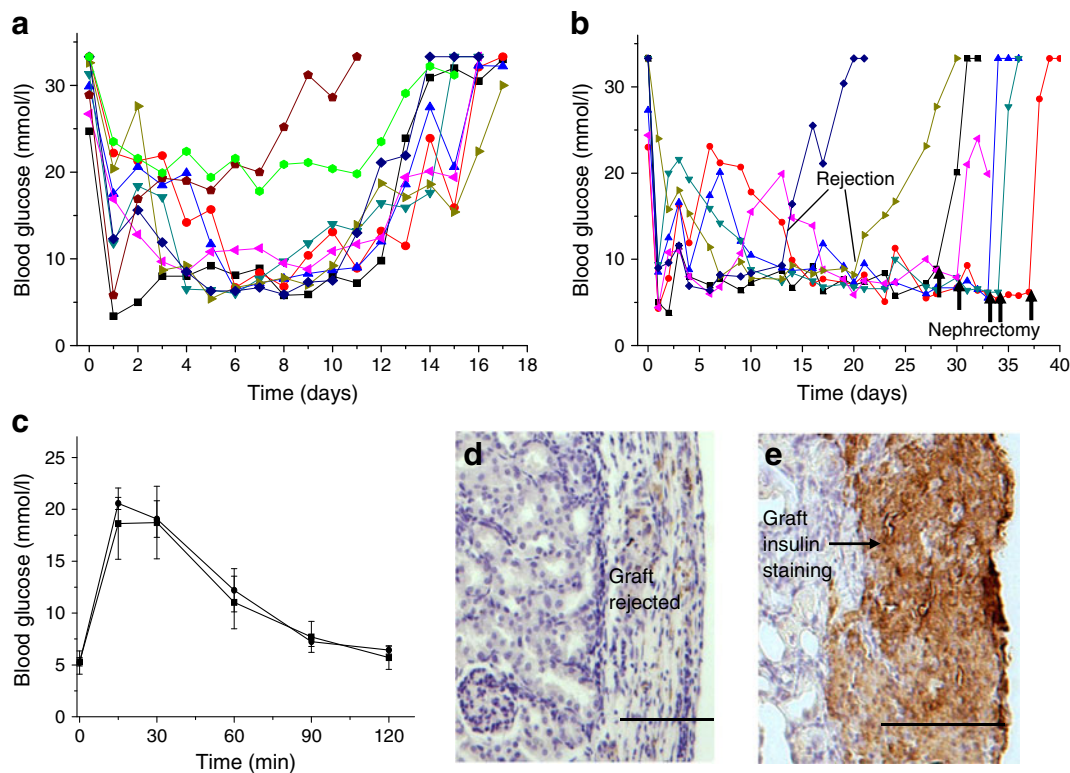 a
Blood glucose (mmol/l)
30
20
10
0
0 2 4 6 8 10 12 14 16 18
Time (days)
b
Blood glucose (mmol/l)
30
20
10
0
Rejection
Nephrectomy
0 5 10 15 20 25 30 35 40
Time (days)
c
Blood glucose (mmol/l)
25
20
15
10
5
0
0 30 60 90 120
Time (min)
d
Graft
rejected
e
Graft
insulin
staining